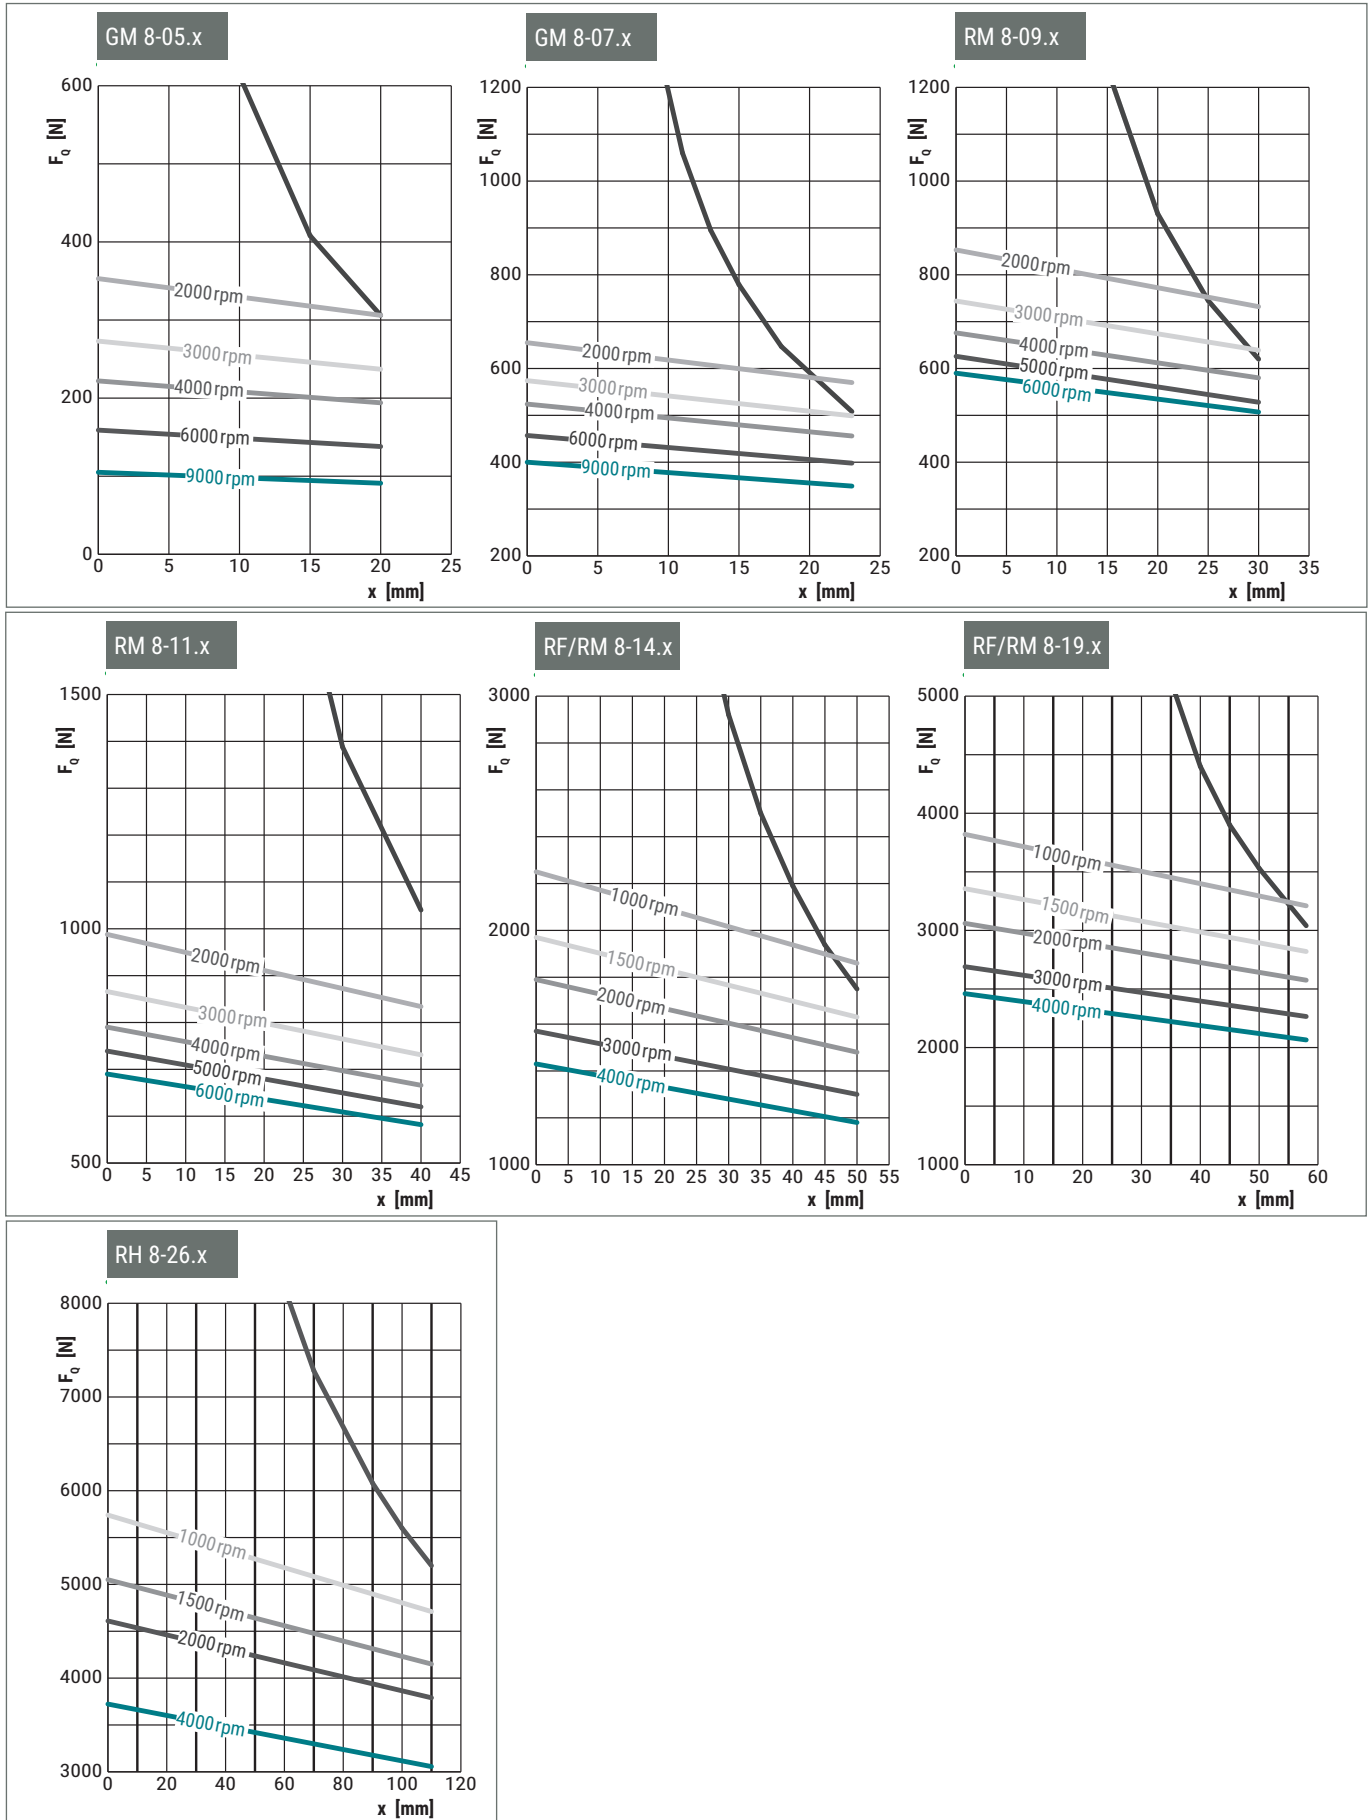 GM 8-05.x
F_Q [N]
600
400
200
0
2000 rpm
3000 rpm
4000 rpm
6000 rpm
9000 rpm
0 5 10 15 20 25
x [mm]
GM 8-07.x
F_Q [N]
1200
1000
800
600
400
200
2000 rpm
3000 rpm
4000 rpm
6000 rpm
9000 rpm
0 5 10 15 20 25
x [mm]
RM 8-09.x
F_Q [N]
1200
1000
800
600
400
200
2000 rpm
3000 rpm
4000 rpm
5000 rpm
6000 rpm
0 5 10 15 20 25 30 35
x [mm]
RM 8-11.x
F_Q [N]
1500
1000
500
2000 rpm
3000 rpm
4000 rpm
5000 rpm
6000 rpm
0 5 10 15 20 25 30 35 40 45
x [mm]
RF/RM 8-14.x
F_Q [N]
3000
2000
1000
1000 rpm
1500 rpm
2000 rpm
3000 rpm
4000 rpm
0 5 10 15 20 25 30 35 40 45 50 55
x [mm]
RF/RM 8-19.x
F_Q [N]
5000
4000
3000
2000
1000
1000 rpm
1500 rpm
2000 rpm
3000 rpm
4000 rpm
0 10 20 30 40 50 60
x [mm]
RH 8-26.x
F_Q [N]
8000
7000
6000
5000
4000
3000
1000 rpm
1500 rpm
2000 rpm
4000 rpm
0 20 40 60 80 100 120
x [mm]